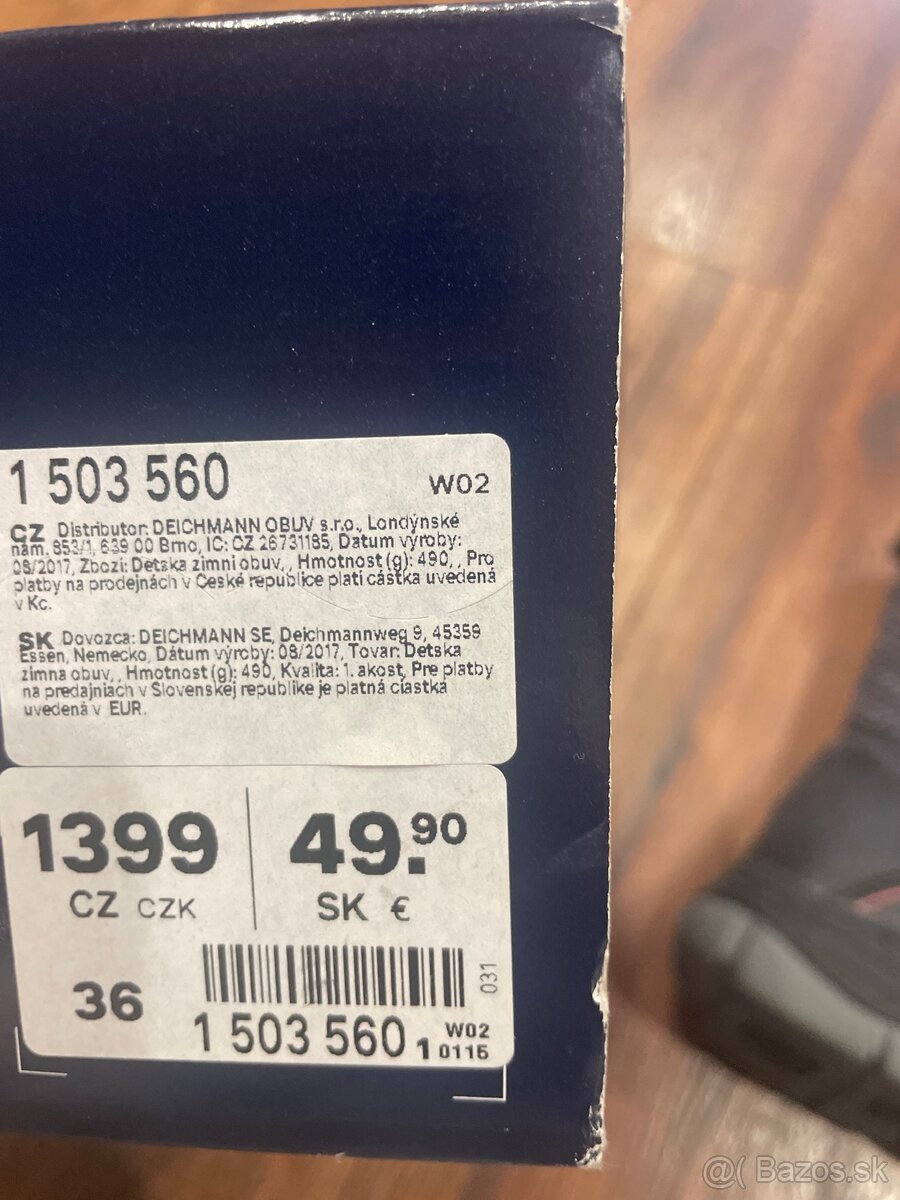 1 503 560 W02
CZ Distributor: DEICHMANN OBUV s.r.o., Londýnské
nám. 853/1, 639 00 Brno, IC: CZ 26731185, Datum výroby:
08/2017, Zbozi: Detska zimni obuv, , Hmotnost (g): 490, , Pro
platby na prodejnách v Ceské republice plati cástka uvedená
v Kc.
SK Dovozca: DEICHMANN SE, Deichmannweg 9, 45359
Essen, Nemecko, Dátum výroby: 08/2017, Tovar: Detska
zimna obuv, , Hmotnost (g): 490, Kvalita: 1. akost, Pre platby
na predajniach v Slovenskej republike je platná ciastka
uvedená v EUR.
1399 49.90
CZ CZK SK €
36
031
1 503 560 1 W02
0116
@( Bazos.sk